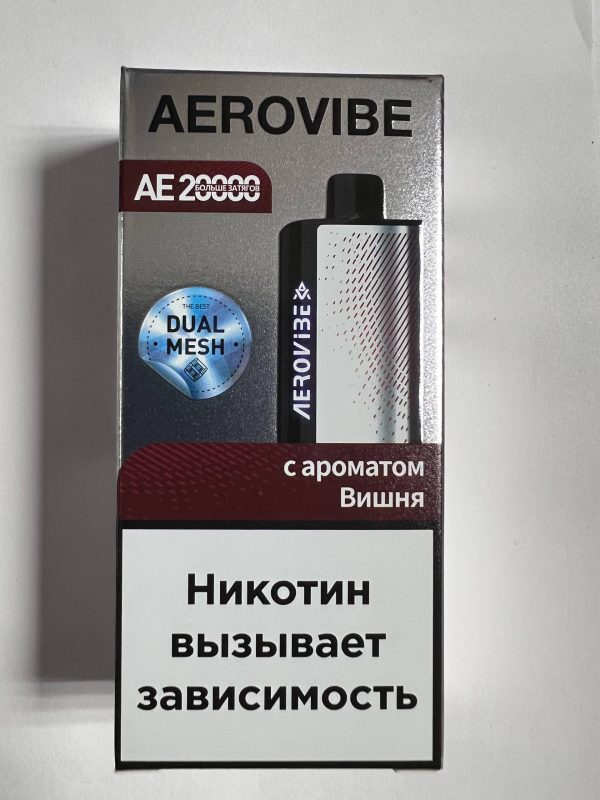 AEROVIBE
AE 20000
БОЛЬШЕ ЗАТЯГОВ
THE BEST
DUAL
MESH
AEROVIBE
с ароматом
Вишня
Никотин
вызывает
зависимость